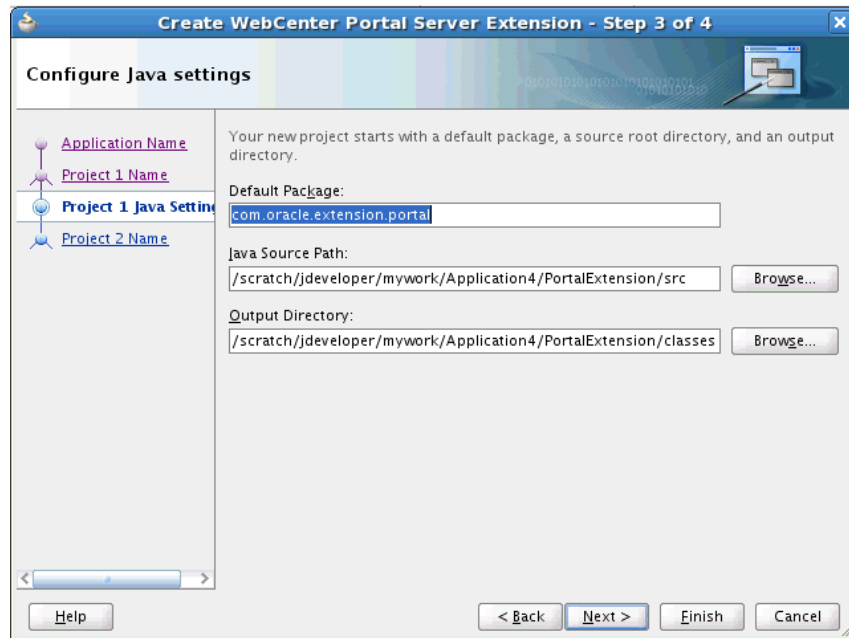 Create WebCenter Portal Server Extension - Step 3 of 4
Configure Java settings
Application Name
Project 1 Name
Project 1 Java Setting
Project 2 Name
Your new project starts with a default package, a source root directory, and an output
directory.
Default Package:
com.oracle.extension.portal
Java Source Path:
/scratch/jdeveloper/mywork/Application4/PortalExtension/src
Browse...
Output Directory:
/scratch/jdeveloper/mywork/Application4/PortalExtension/classes
Browse...
Help
< Back
Next >
Finish
Cancel